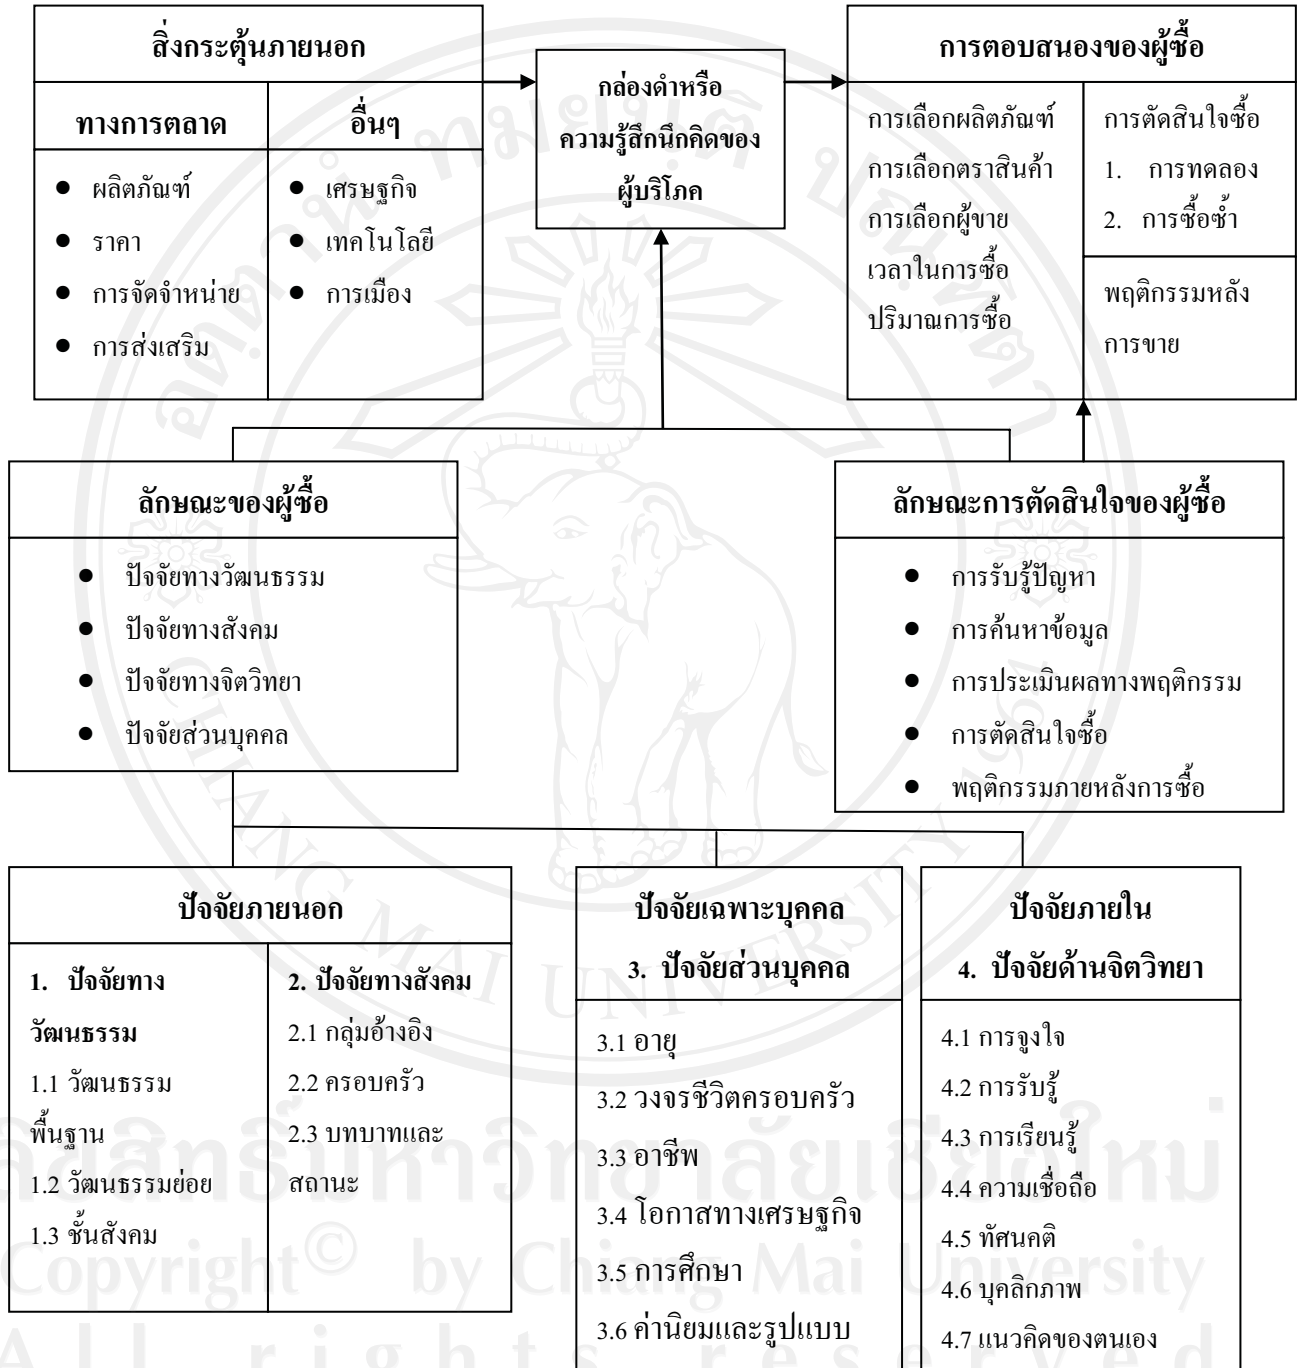 สิ่งกระตุ้นภายนอก
ทางการตลาด
อื่นๆ
● ผลิตภัณฑ์
● ราคา
● การจัดจำหน่าย
● การส่งเสริม
● เศรษฐกิจ
● เทคโนโลยี
● การเมือง
กล่องดำหรือ
ความรู้สึกนึกคิดของ
ผู้บริโภค
การตอบสนองของผู้ซื้อ
การเลือกผลิตภัณฑ์
การเลือกตราสินค้า
การเลือกผู้ขาย
เวลาในการซื้อ
ปริมาณการซื้อ
การตัดสินใจซื้อ
1. การทดลอง
2. การซื้อซ้ำ
พฤติกรรมหลัง
การขาย
ลักษณะของผู้ซื้อ
● ปัจจัยทางวัฒนธรรม
● ปัจจัยทางสังคม
● ปัจจัยทางจิตวิทยา
● ปัจจัยส่วนบุคคล
ลักษณะการตัดสินใจของผู้ซื้อ
● การรับรู้ปัญหา
● การค้นหาข้อมูล
● การประเมินผลทางพฤติกรรม
● การตัดสินใจซื้อ
● พฤติกรรมภายหลังการซื้อ
ปัจจัยภายนอก
1. ปัจจัยทาง
วัฒนธรรม
1.1 วัฒนธรรม
พื้นฐาน
1.2 วัฒนธรรมย่อย
1.3 ชั้นสังคม
2. ปัจจัยทางสังคม
2.1 กลุ่มอ้างอิง
2.2 ครอบครัว
2.3 บทบาทและ
สถานะ
ปัจจัยเฉพาะบุคคล
3. ปัจจัยส่วนบุคคล
3.1 อายุ
3.2 วงจรชีวิตครอบครัว
3.3 อาชีพ
3.4 โอกาสทางเศรษฐกิจ
3.5 การศึกษา
3.6 ค่านิยมและรูปแบบ
ปัจจัยภายใน
4. ปัจจัยด้านจิตวิทยา
4.1 การจูงใจ
4.2 การรับรู้
4.3 การเรียนรู้
4.4 ความเชื่อถือ
4.5 ทัศนคติ
4.6 บุคลิกภาพ
4.7 แนวคิดของตนเอง
CHIANG MAI UNIVERSITY 1964
Copyright© by Chiang Mai University
All rights reserved